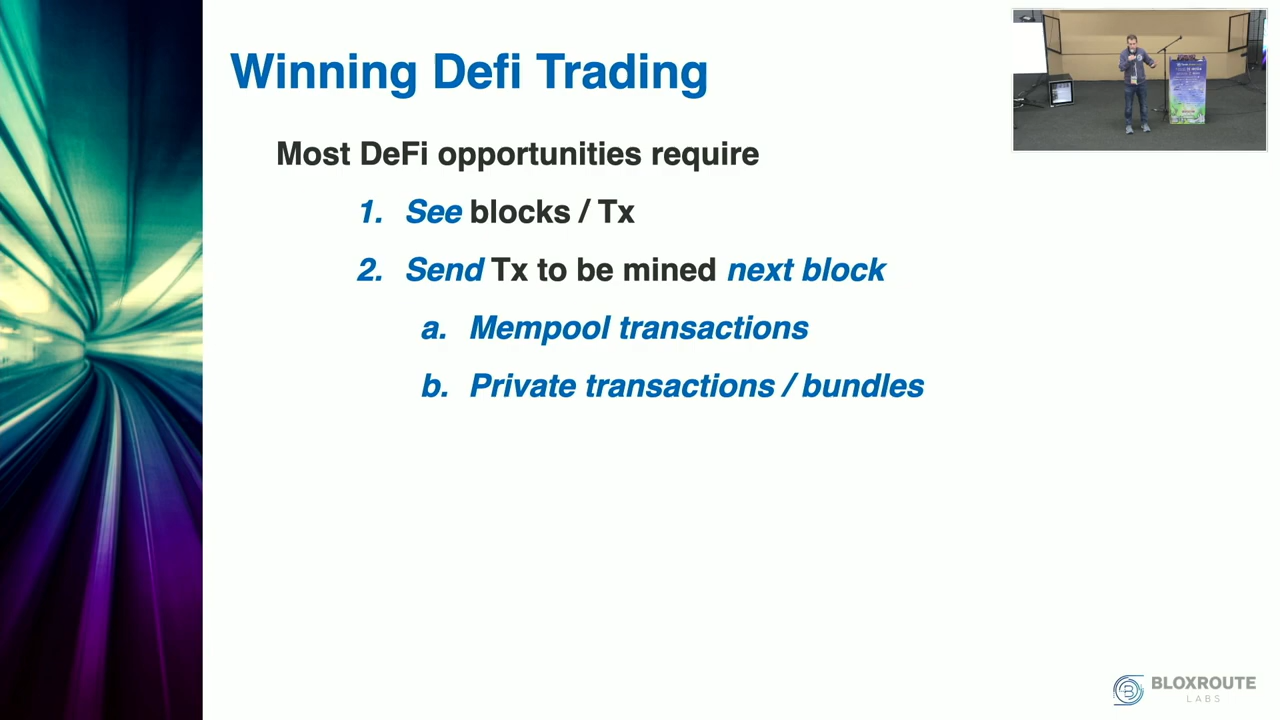 Winning Defi Trading
Most DeFi opportunities require
1. See blocks / Tx
2. Send Tx to be mined next block
a. Mempool transactions
b. Private transactions / bundles
BLOXROUTE
LABS